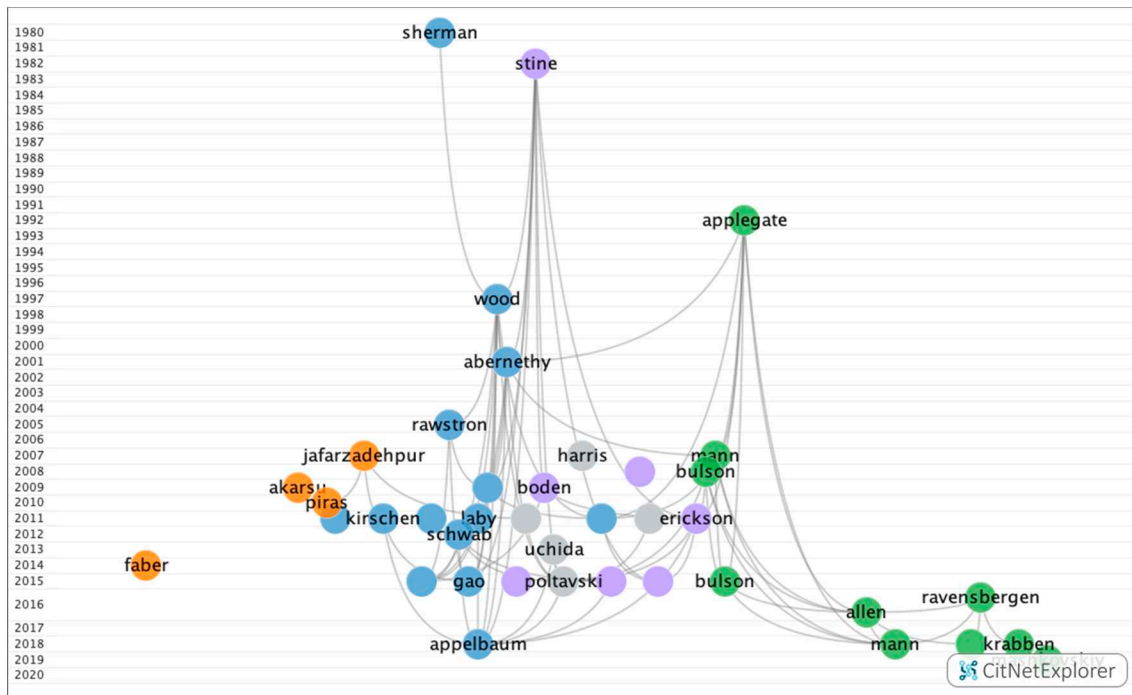 1980 sherman
1981
1982 stine
1983
1984
1985
1986
1987
1988
1989
1990
1991
1992 applegate
1993
1994
1995
1996
1997 wood
1998
1999
2000
2001 abernethy
2002
2003
2004
2005 rawstron
2006
2007 jafarzadehpur harris mann
2008 bulson
2009 akarsu boden
2010 piras
2011 kirschen laby erickson
2012 schwab
2013 uchida
2014 faber
2015 gao poltavski bulson
2016 allen ravensbergen
2017
2018 appelbaum mann krabben
2019
2020
CitNetExplorer